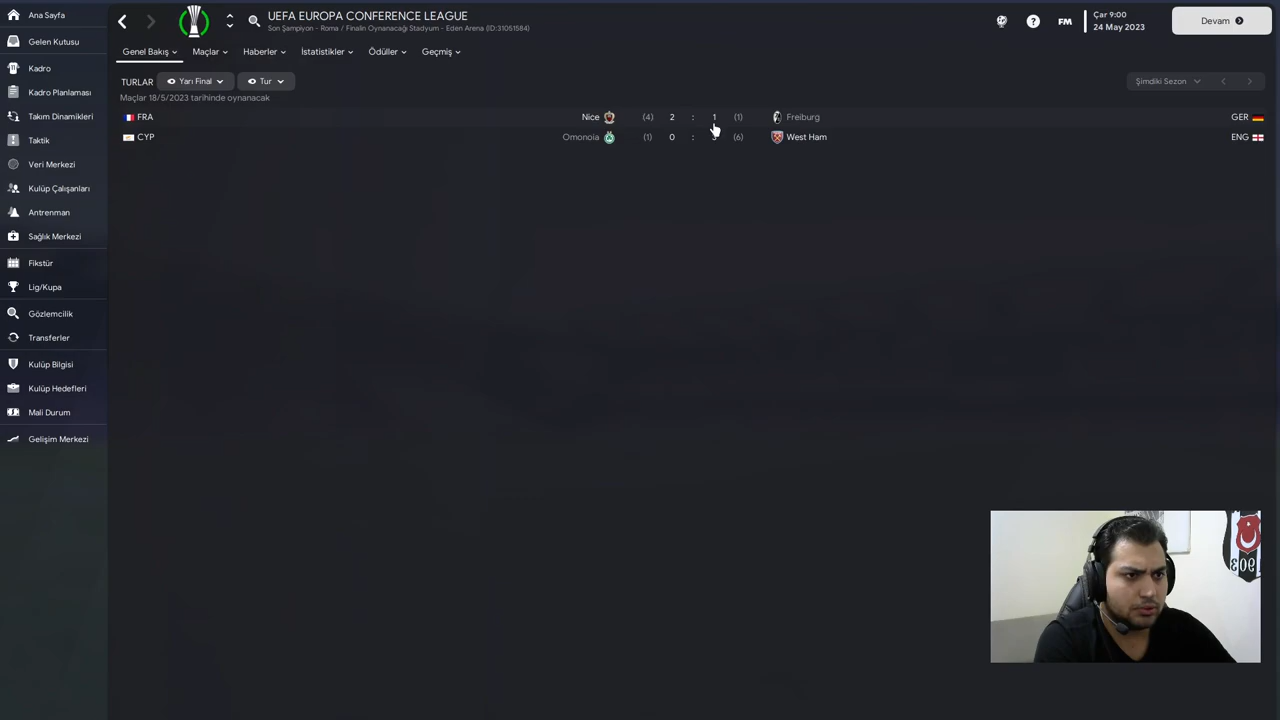 Ana Sayfa
Gelen Kutusu
Kadro
Kadro Planlaması
Takım Dinamikleri
Taktik
Veri Merkezi
Kulüp Çalışanları
Antrenman
Sağlık Merkezi
Fikstür
Lig/Kupa
Gözlemcilik
Transferler
Kulüp Bilgisi
Kulüp Hedefleri
Mali Durum
Gelişim Merkezi
UEFA EUROPA CONFERENCE LEAGUE
Son Şampiyon - Roma / Finalin Oynanacağı Stadyum - Eden Arena (ID:31051584)
FM
Çar 9:00
24 May 2023
Devam
Genel Bakış Maçlar Haberler İstatistikler Ödüller Geçmiş
TURLAR Yarı Final Tur Şimdiki Sezon
Maçlar 18/5/2023 tarihinde oynanacak
FRA Nice (4) 2 : 1 (1) Freiburg GER
CYP Omonoia (1) 0 : (6) West Ham ENG
903